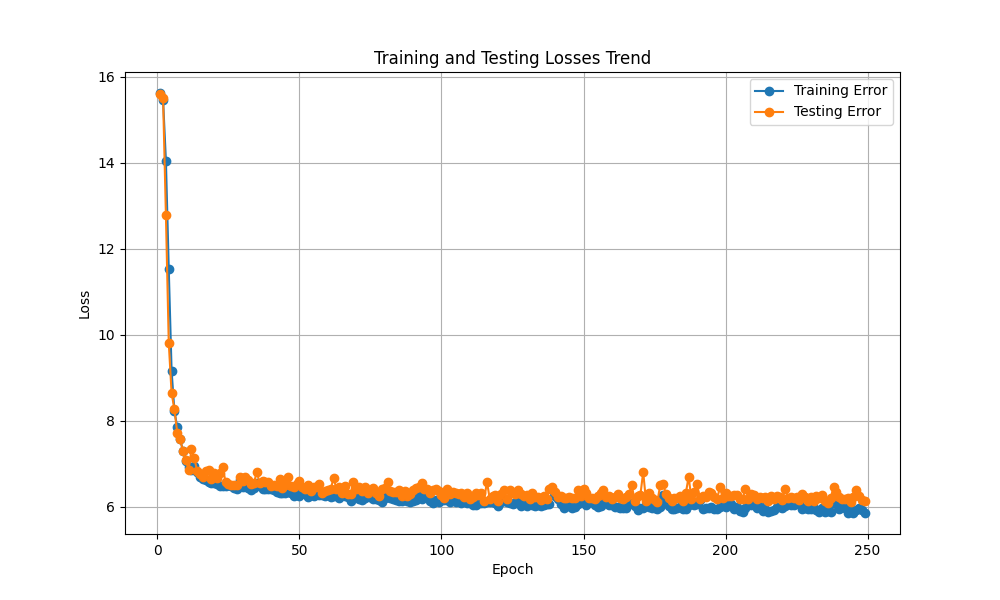 Training and Testing Losses Trend
16
14
12
10
8
6
Loss
Training Error
Testing Error
0
50
100
150
200
250
Epoch